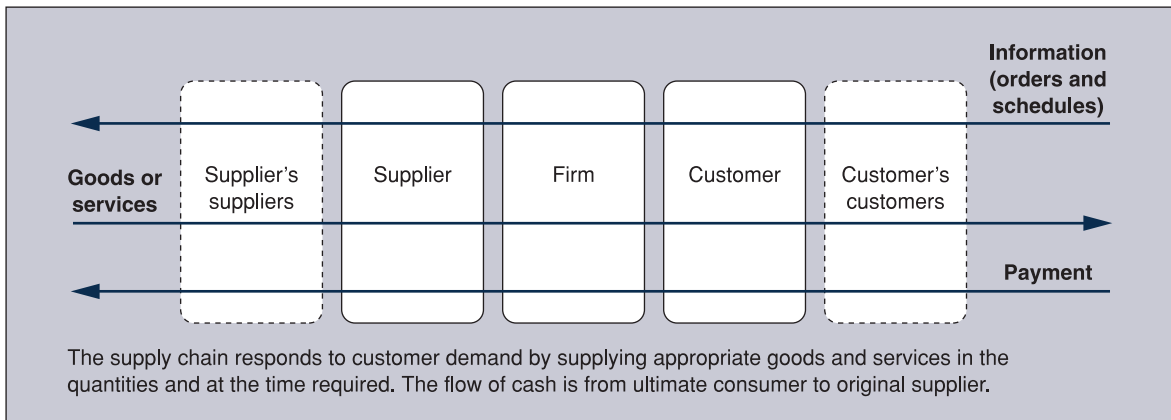 Information
(orders and
schedules)
Goods or
services
Supplier's
suppliers
Supplier
Firm
Customer
Customer's
customers
Payment
The supply chain responds to customer demand by supplying appropriate goods and services in the
quantities and at the time required. The flow of cash is from ultimate consumer to original supplier.